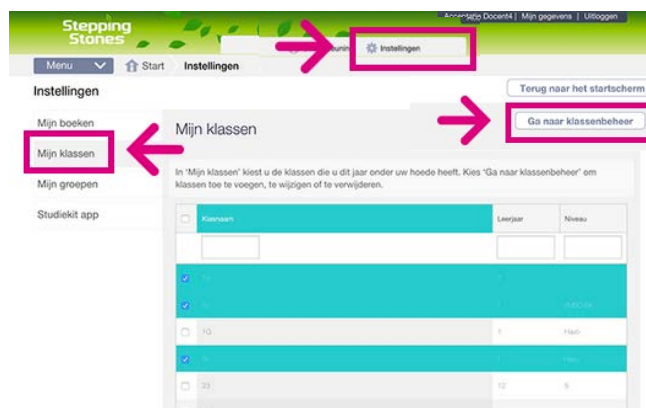 Stepping
Stones
Docent4 | Mijn gegevens | Uitloggen
Instellingen
Menu
Start
Instellingen
Instellingen
Terug naar het startscherm
Ga naar klassenbeheer
Mijn boeken
Mijn klassen
Mijn groepen
Studiekit app
Mijn klassen
In 'Mijn klassen' kiest u de klassen die u dit jaar onder uw hoede heeft. Kies 'Ga naar klassenbeheer' om
klassen toe te voegen, te wijzigen of te verwijderen.
Klasnaam Leerjaar Niveau
1G 1 Havo
23 12 5